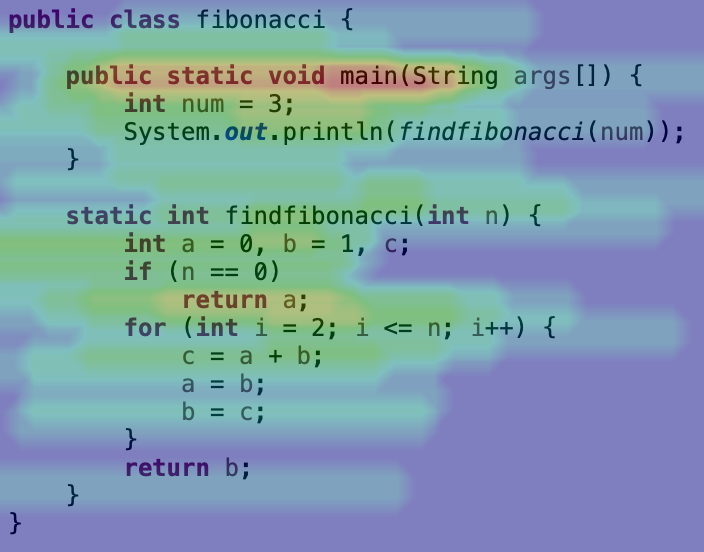 public class fibonacci {
public static void main(String args[]) {
int num = 3;
System.out.println(findfibonacci(num));
}
static int findfibonacci(int n) {
int a = 0, b = 1, c;
if (n == 0)
return a;
for (int i = 2; i <= n; i++) {
c = a + b;
a = b;
b = c;
}
return b;
}
}